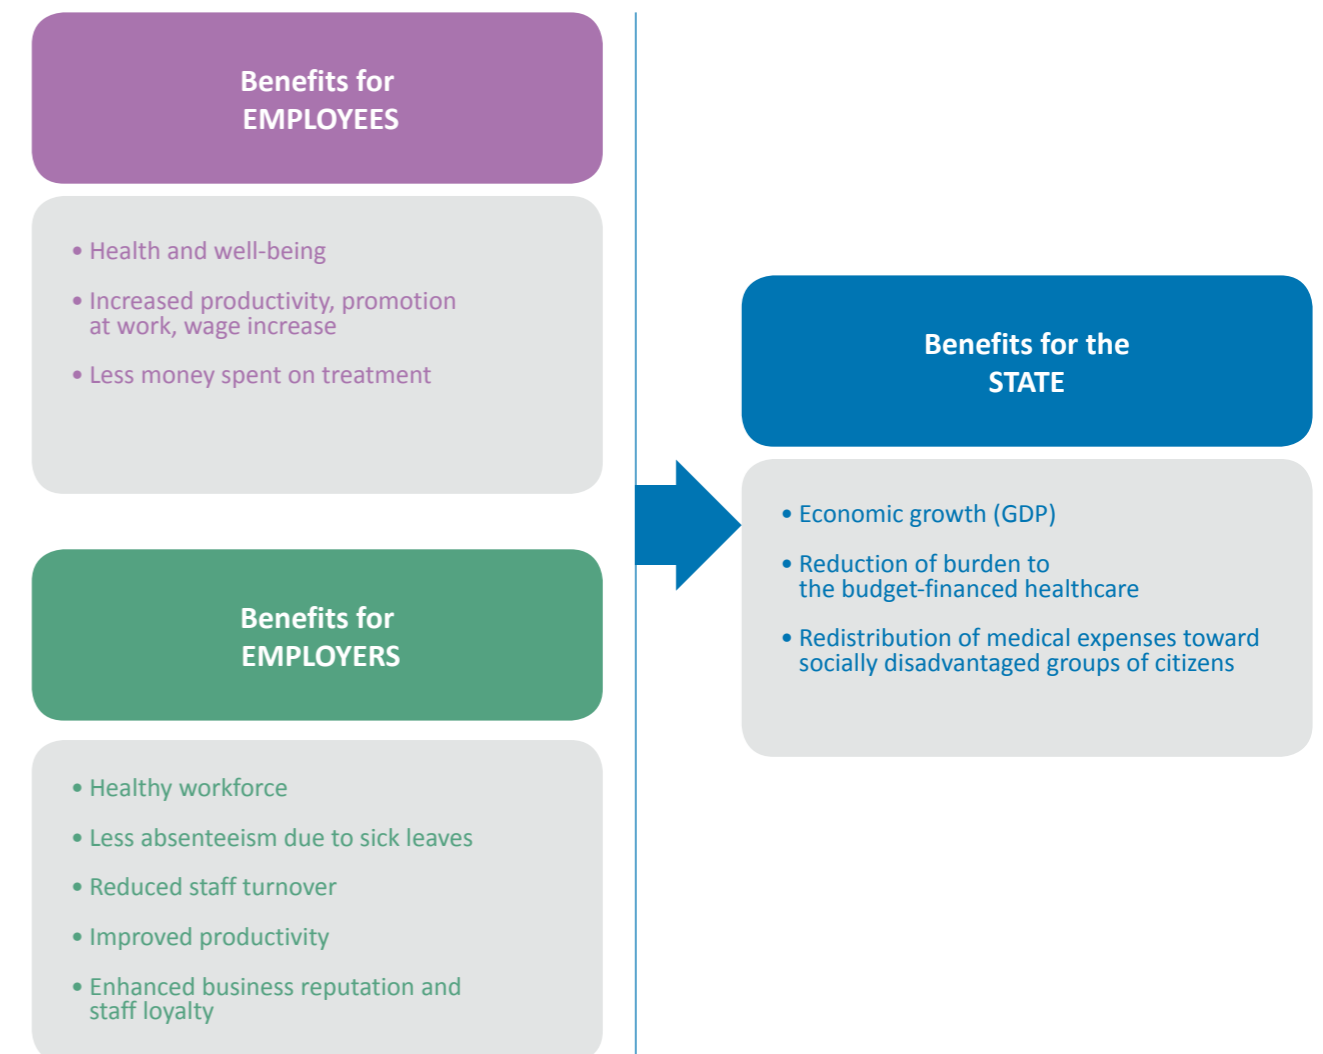 Benefits for
EMPLOYEES
• Health and well-being
• Increased productivity, promotion
at work, wage increase
• Less money spent on treatment
Benefits for
EMPLOYERS
• Healthy workforce
• Less absenteeism due to sick leaves
• Reduced staff turnover
• Improved productivity
• Enhanced business reputation and
staff loyalty
Benefits for the
STATE
• Economic growth (GDP)
• Reduction of burden to
the budget-financed healthcare
• Redistribution of medical expenses toward
socially disadvantaged groups of citizens